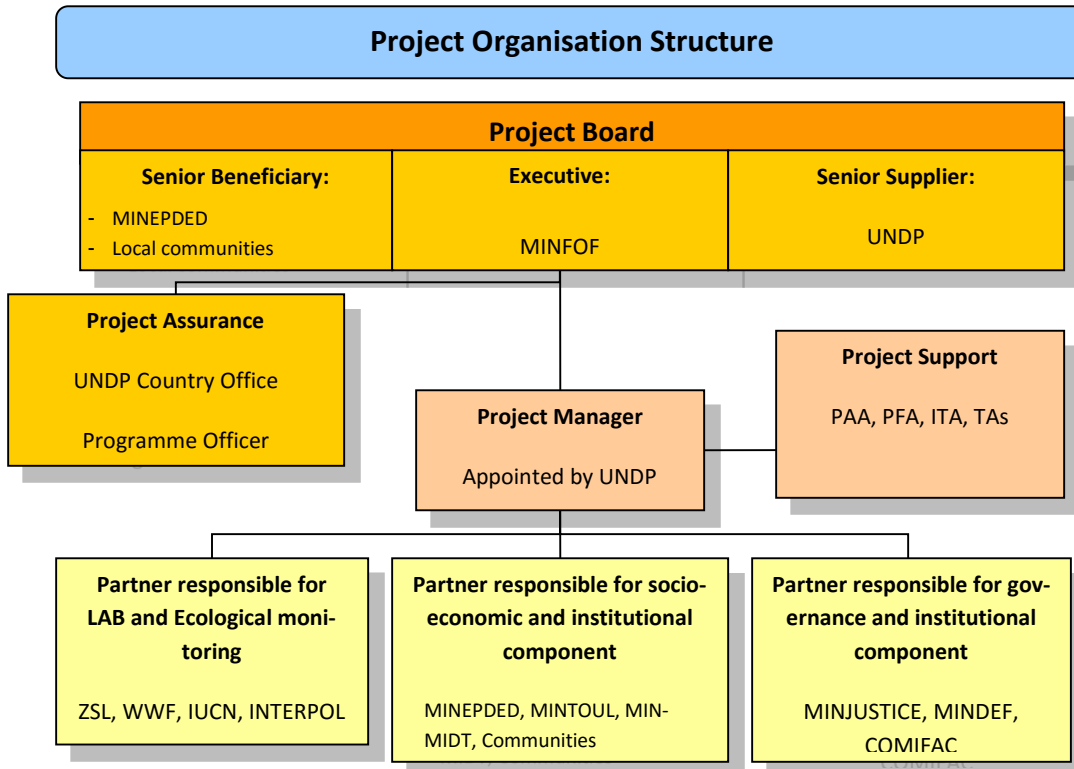 Project Organisation Structure
Project Board
Senior Beneficiary:
- MINEPDED
- Local communities
Executive:
MINFOF
Senior Supplier:
UNDP
Project Assurance
UNDP Country Office
Programme Officer
Project Manager
Appointed by UNDP
Project Support
PAA, PFA, ITA, TAs
Partner responsible for
LAB and Ecological moni-
toring
ZSL, WWF, IUCN, INTERPOL
Partner responsible for socio-
economic and institutional
component
MINEPDED, MINTOUL, MIN-
MIDT, Communities
Partner responsible for gov-
ernance and institutional
component
MINJUSTICE, MINDEF,
COMIFAC